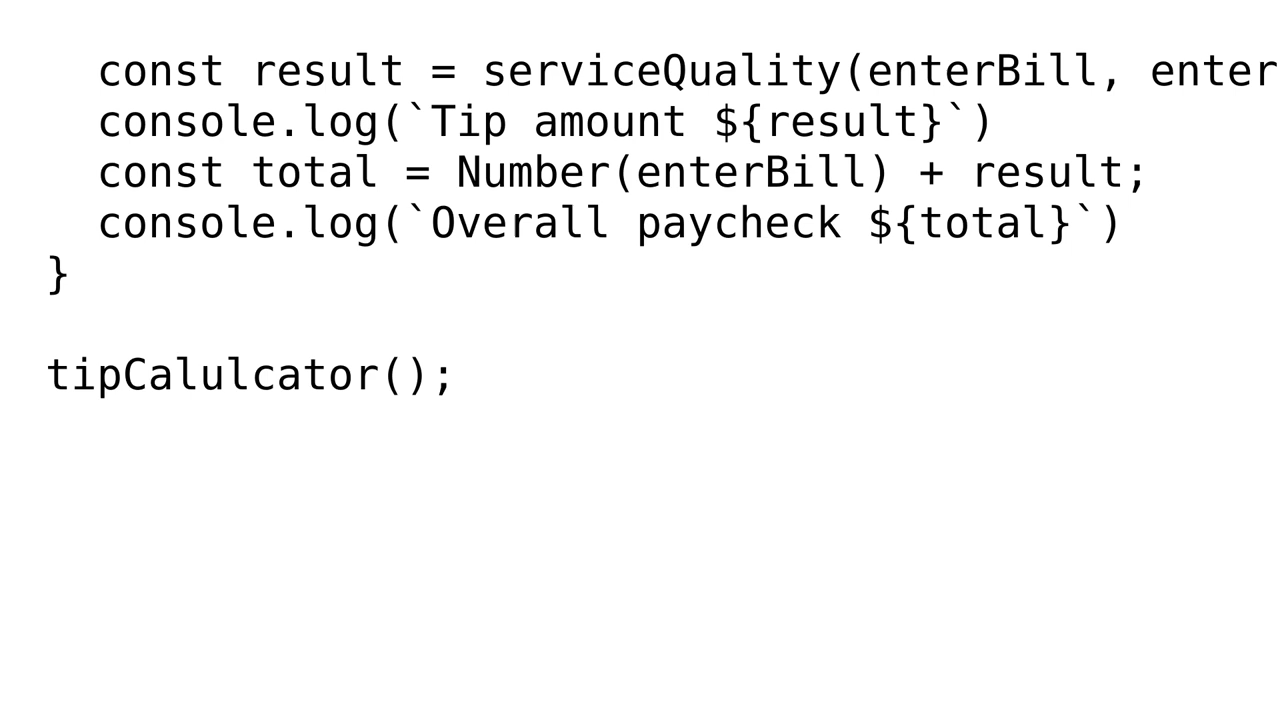 const result = serviceQuality(enterBill, enter
console.log(`Tip amount ${result}`)
const total = Number(enterBill) + result;
console.log(`Overall paycheck ${total}`)
}
tipCalulcator();